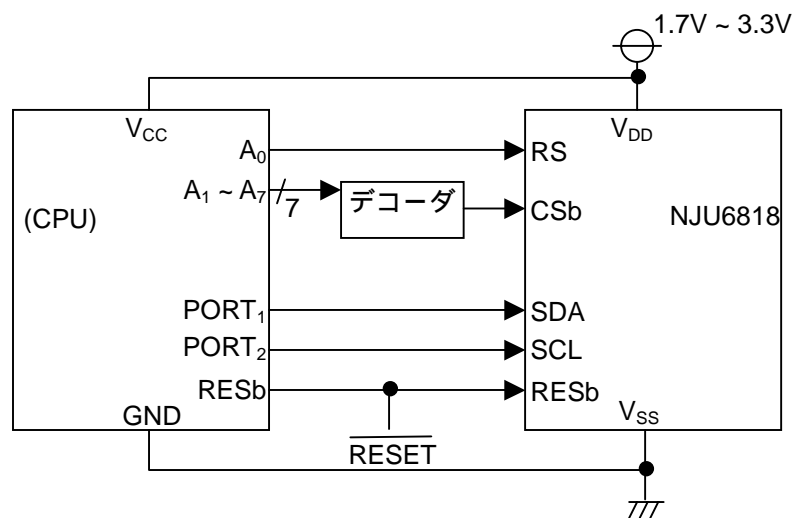 1.7V ~ 3.3V
VCC
VDD
A0
RS
A1 ~ A7
7
デコーダ
CSb
(CPU)
NJU6818
PORT1
SDA
PORT2
SCL
RESb
RESb
GND
VSS
RESET